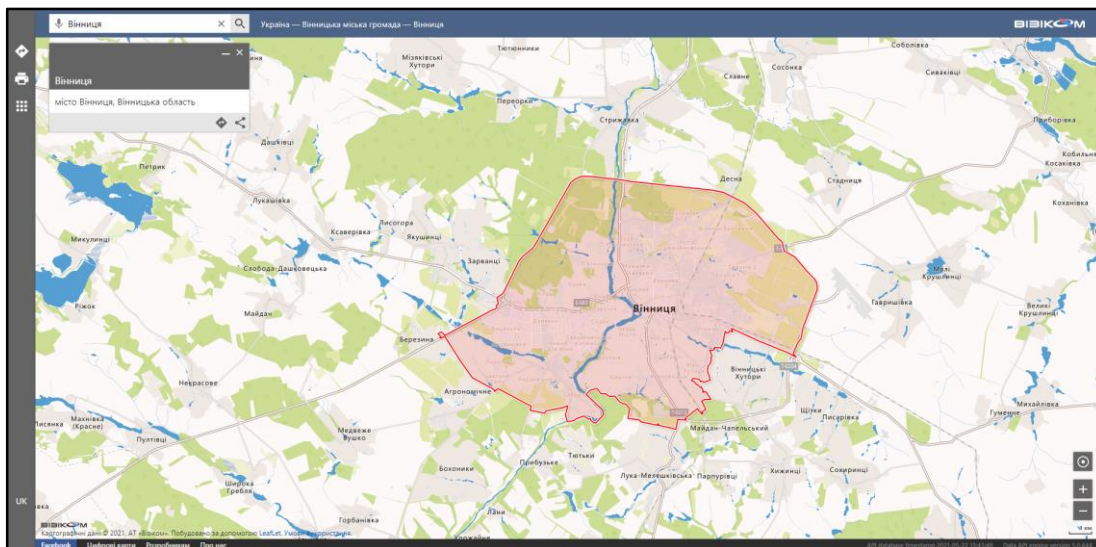 Вінниця
Україна — Вінницька міська громада — Вінниця
ВІЗІКОМ
Вінниця
місто Вінниця, Вінницька область
Тютюнники
Мізяківські
Хутори
Переорки
Стрижавка
Славне
Сосонка
Соболівка
Сиваківці
Приборівка
Кобильня
Косаківка
Коханівка
Дашківці
Петрик
Лукашівка
Десна
Стадниця
Ксаверівка
Лисогора
Якушинці
Микулинці
Зарванці
Слобода-Дашковецька
Малі
Крушлинці
Гавришівка
Великі
Крушлинці
Ріжок
Майдан
Вінниця
Березина
Некрасове
Агрономічне
Вінницькі
Хутори
Щітки
Писарівка
Михайлівка
Гуменне
Лисянка
Махнівка
(Красне)
Пултівці
Медвеже
Вушко
Майдан-Чапельський
Бохоники
Прибузьке
Тютьки
Лука-Мелешківська
Парпурівці
Хижинці
Сокиринці
Широка
Гребля
UK
Лани
Горбанівка
ВІЗІКОМ
Картографічні дані © 2021, АТ «Візіком». Побудовано за допомогою Leaflet. Умови використання.
Facebook
Цифрові карти
Розробникам
Про нас